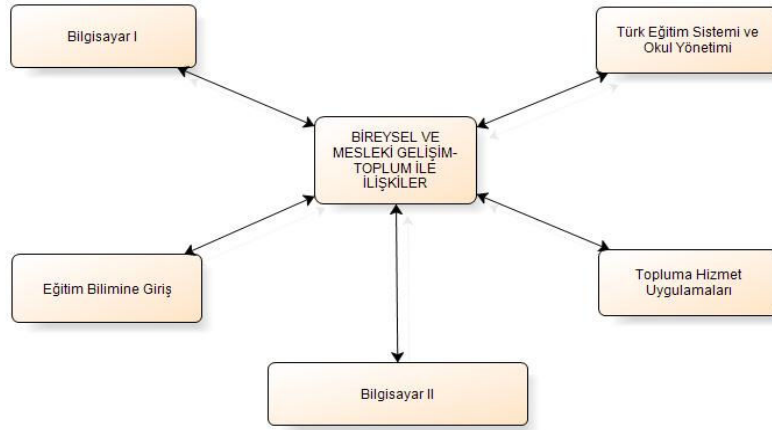 Bilgisayar I
Türk Eğitim Sistemi ve
Okul Yönetimi
BİREYSEL VE
MESLEKİ GELİŞİM-
TOPLUM İLE
İLİŞKİLER
Eğitim Bilimine Giriş
Topluma Hizmet
Uygulamaları
Bilgisayar II